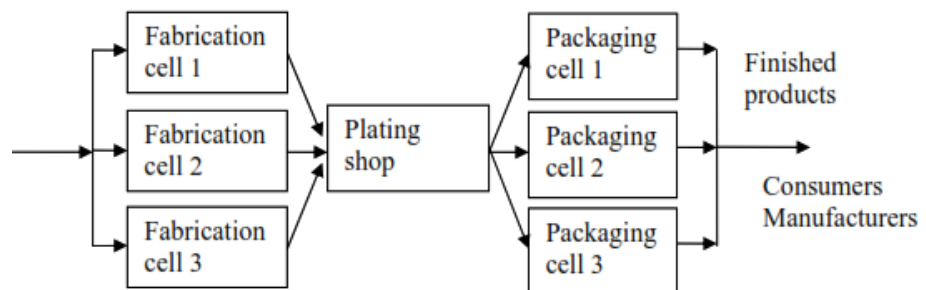 Fabrication
cell 1
Fabrication
cell 2
Fabrication
cell 3
Plating
shop
Packaging
cell 1
Packaging
cell 2
Packaging
cell 3
Finished
products
Consumers
Manufacturers